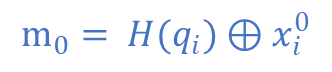 m₀ = H(qᵢ) ⊕ xᵢ⁰